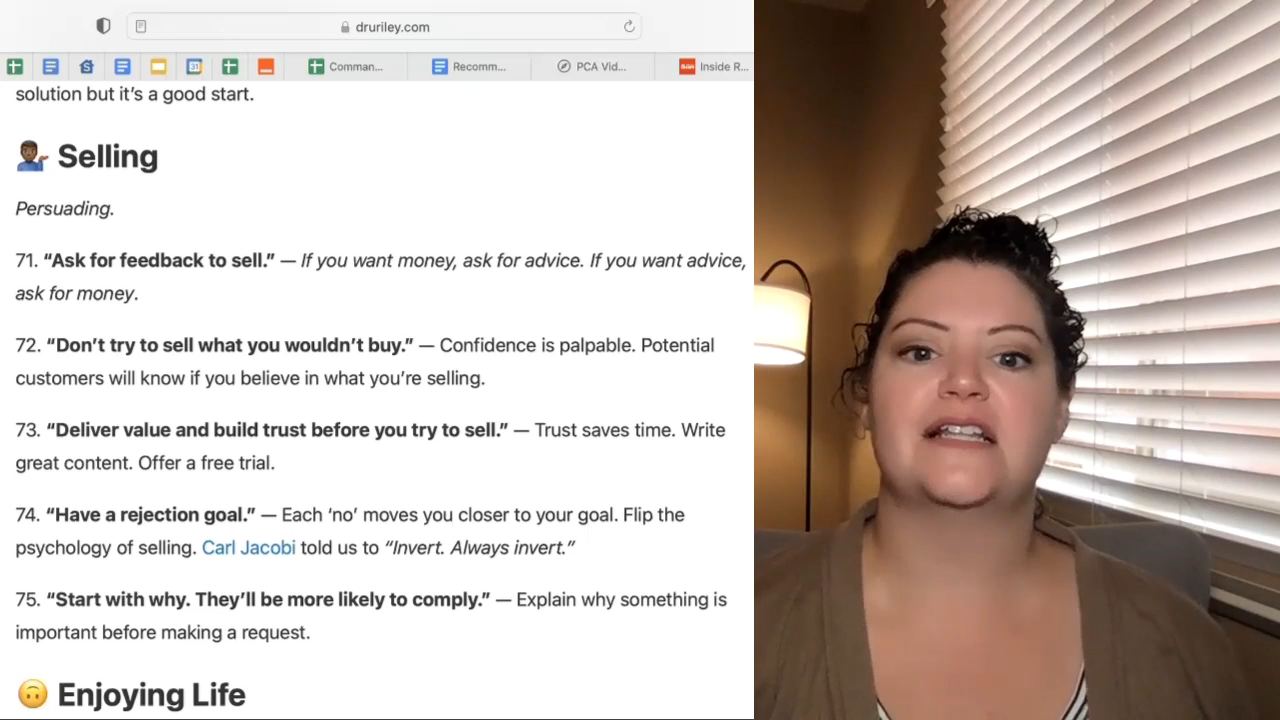 druriley.com
Comman... Recomm... PCA Vid... Inside R...
solution but it's a good start.
💁🏾‍♂️ Selling
Persuading.
71. “Ask for feedback to sell.” — If you want money, ask for advice. If you want advice,
ask for money.
72. “Don’t try to sell what you wouldn’t buy.” — Confidence is palpable. Potential
customers will know if you believe in what you’re selling.
73. “Deliver value and build trust before you try to sell.” — Trust saves time. Write
great content. Offer a free trial.
74. “Have a rejection goal.” — Each ‘no’ moves you closer to your goal. Flip the
psychology of selling. Carl Jacobi told us to “Invert. Always invert.”
75. “Start with why. They’ll be more likely to comply.” — Explain why something is
important before making a request.
🙃 Enjoying Life